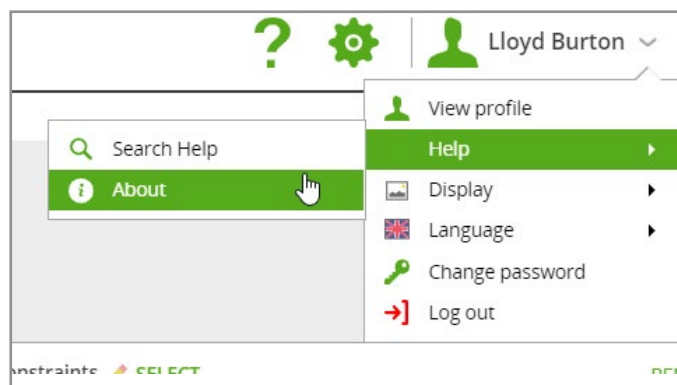 Lloyd Burton
View profile
Search Help
Help
About
Display
Language
Change password
Log out
SELECT